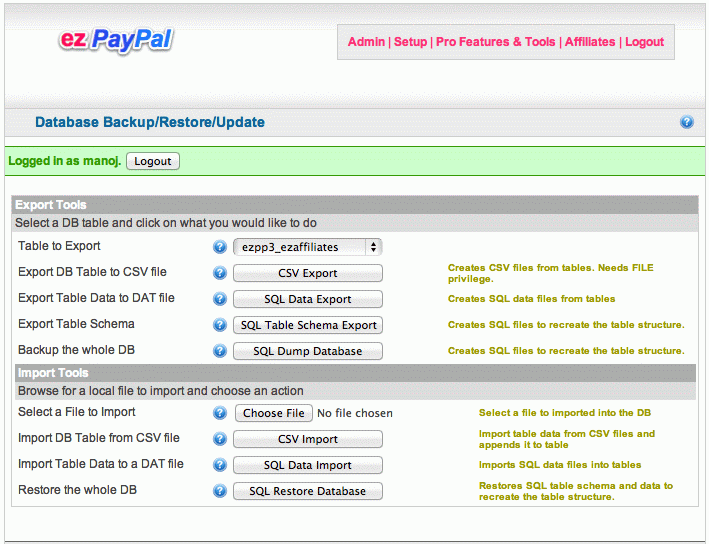 ez PayPal
Admin | Setup | Pro Features & Tools | Affiliates | Logout
Database Backup/Restore/Update
?
Logged in as manoj. Logout
Export Tools
Select a DB table and click on what you would like to do
Table to Export ? ezpp3_ezaffiliates
Export DB Table to CSV file ? CSV Export Creates CSV files from tables. Needs FILE
privilege.
Export Table Data to DAT file ? SQL Data Export Creates SQL data files from tables
Export Table Schema ? SQL Table Schema Export Creates SQL files to recreate the table structure.
Backup the whole DB ? SQL Dump Database Creates SQL files to recreate the table structure.
Import Tools
Browse for a local file to import and choose an action
Select a File to Import ? Choose File No file chosen Select a file to imported into the DB
Import DB Table from CSV file ? CSV Import Import table data from CSV files and
appends it to table
Import Table Data to a DAT file ? SQL Data Import Imports SQL data files into tables
Restore the whole DB ? SQL Restore Database Restores SQL table schema and data to
recreate the table structure.